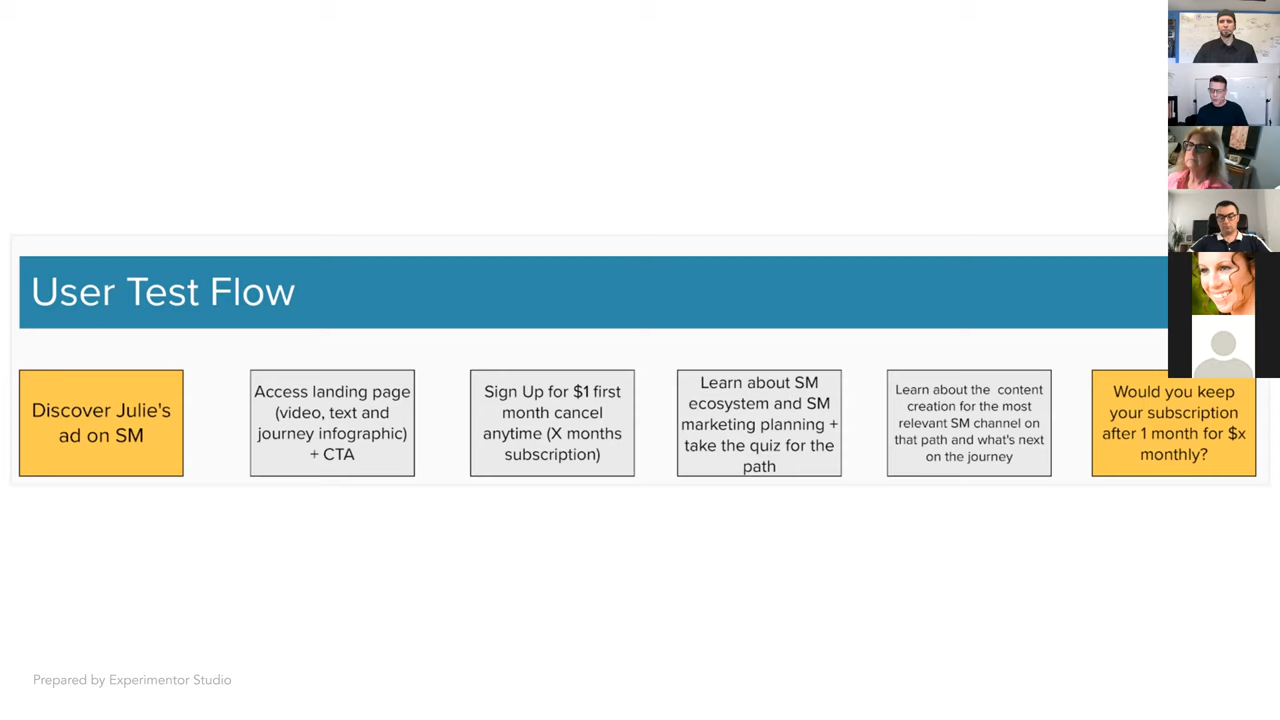 User Test Flow
Discover Julie's
ad on SM
Access landing page
(video, text and
journey infographic)
+ CTA
Sign Up for $1 first
month cancel
anytime (X months
subscription)
Learn about SM
ecosystem and SM
marketing planning +
take the quiz for the
path
Learn about the content
creation for the most
relevant SM channel on
that path and what's next
on the journey
Would you keep
your subscription
after 1 month for $x
monthly?
Prepared by Experimentor Studio